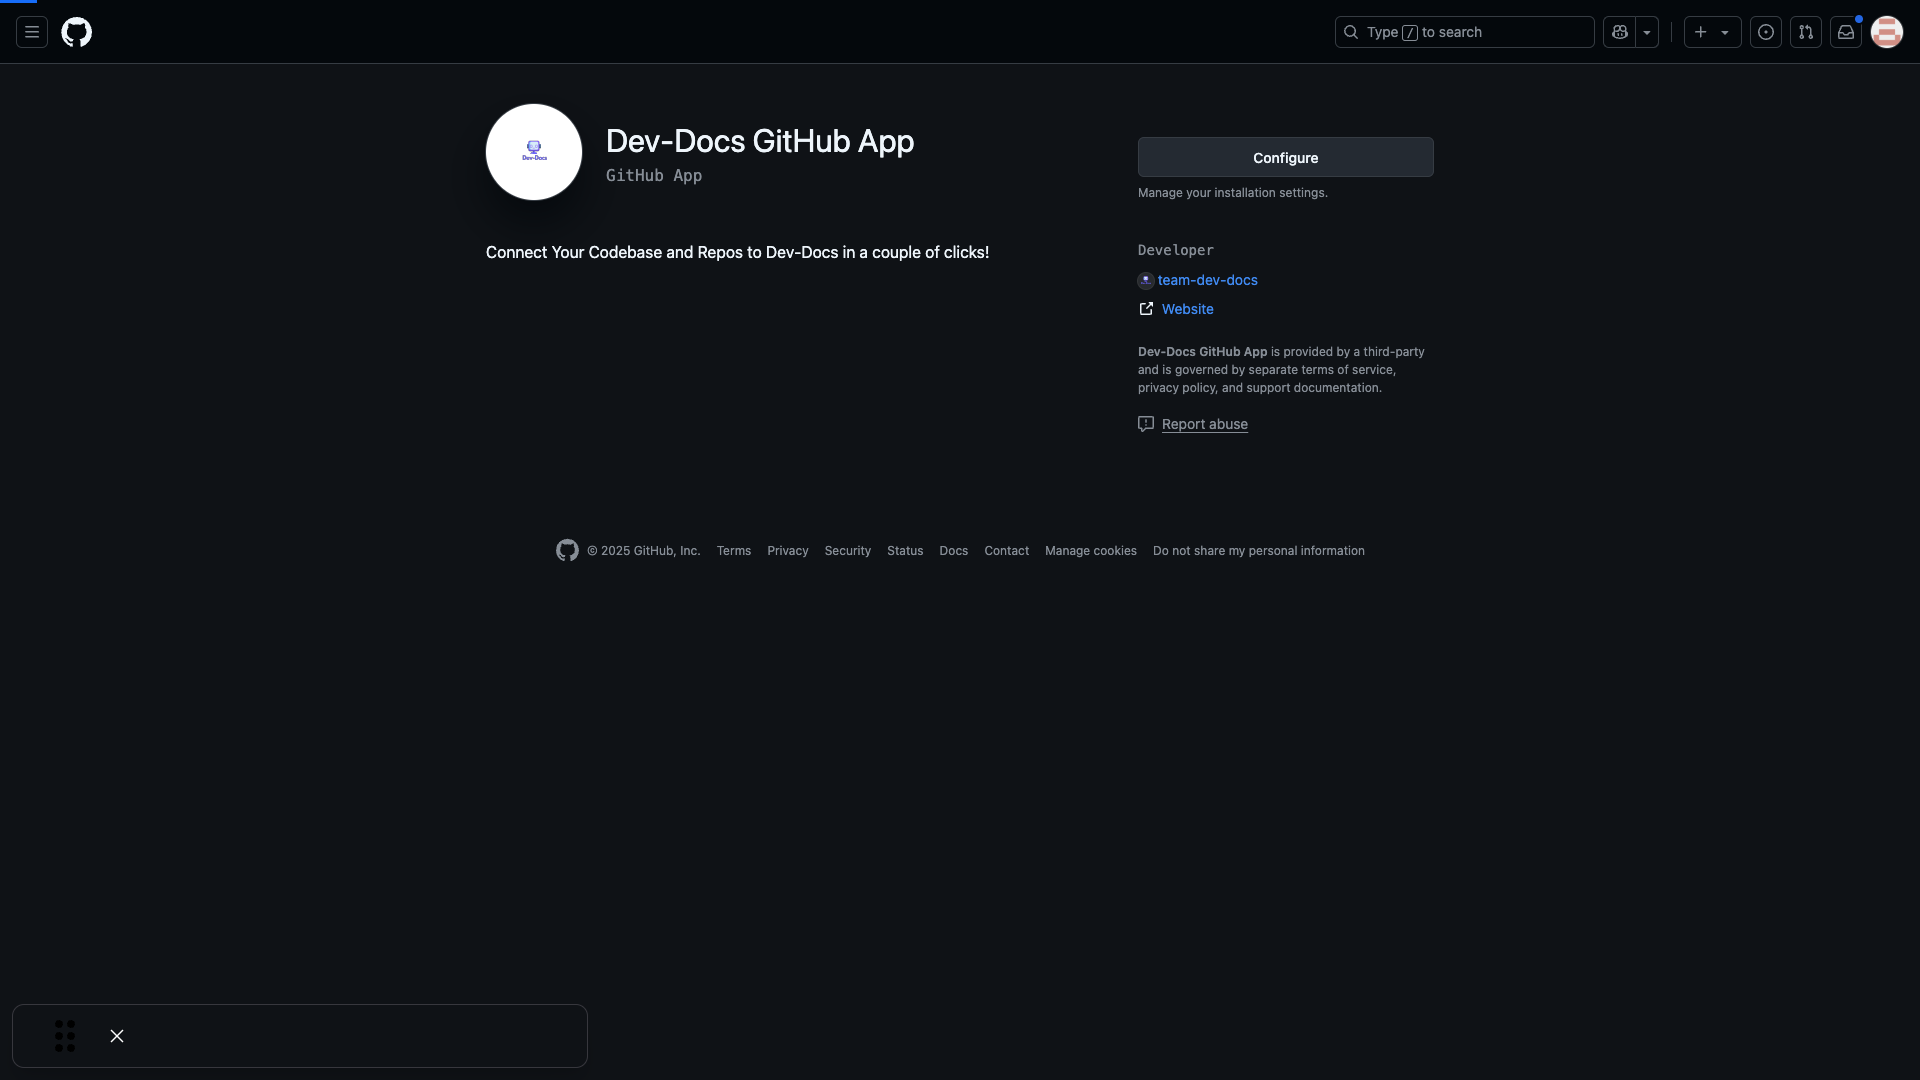 Type / to search
Dev-Docs
Dev-Docs GitHub App
GitHub App
Connect Your Codebase and Repos to Dev-Docs in a couple of clicks!
Configure
Manage your installation settings.
Developer
team-dev-docs
Website
Dev-Docs GitHub App is provided by a third-party
and is governed by separate terms of service,
privacy policy, and support documentation.
Report abuse
© 2025 GitHub, Inc. Terms Privacy Security Status Docs Contact Manage cookies Do not share my personal information